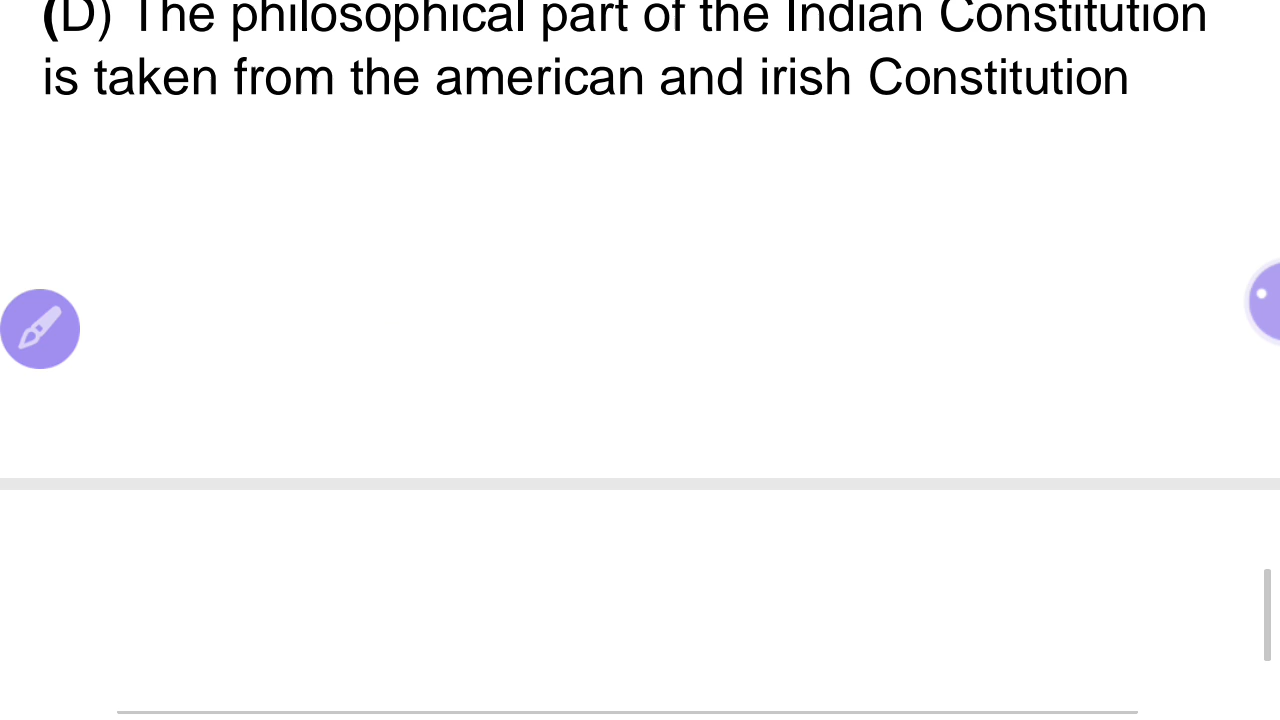 (D) The philosophical part of the Indian Constitution
is taken from the american and irish Constitution